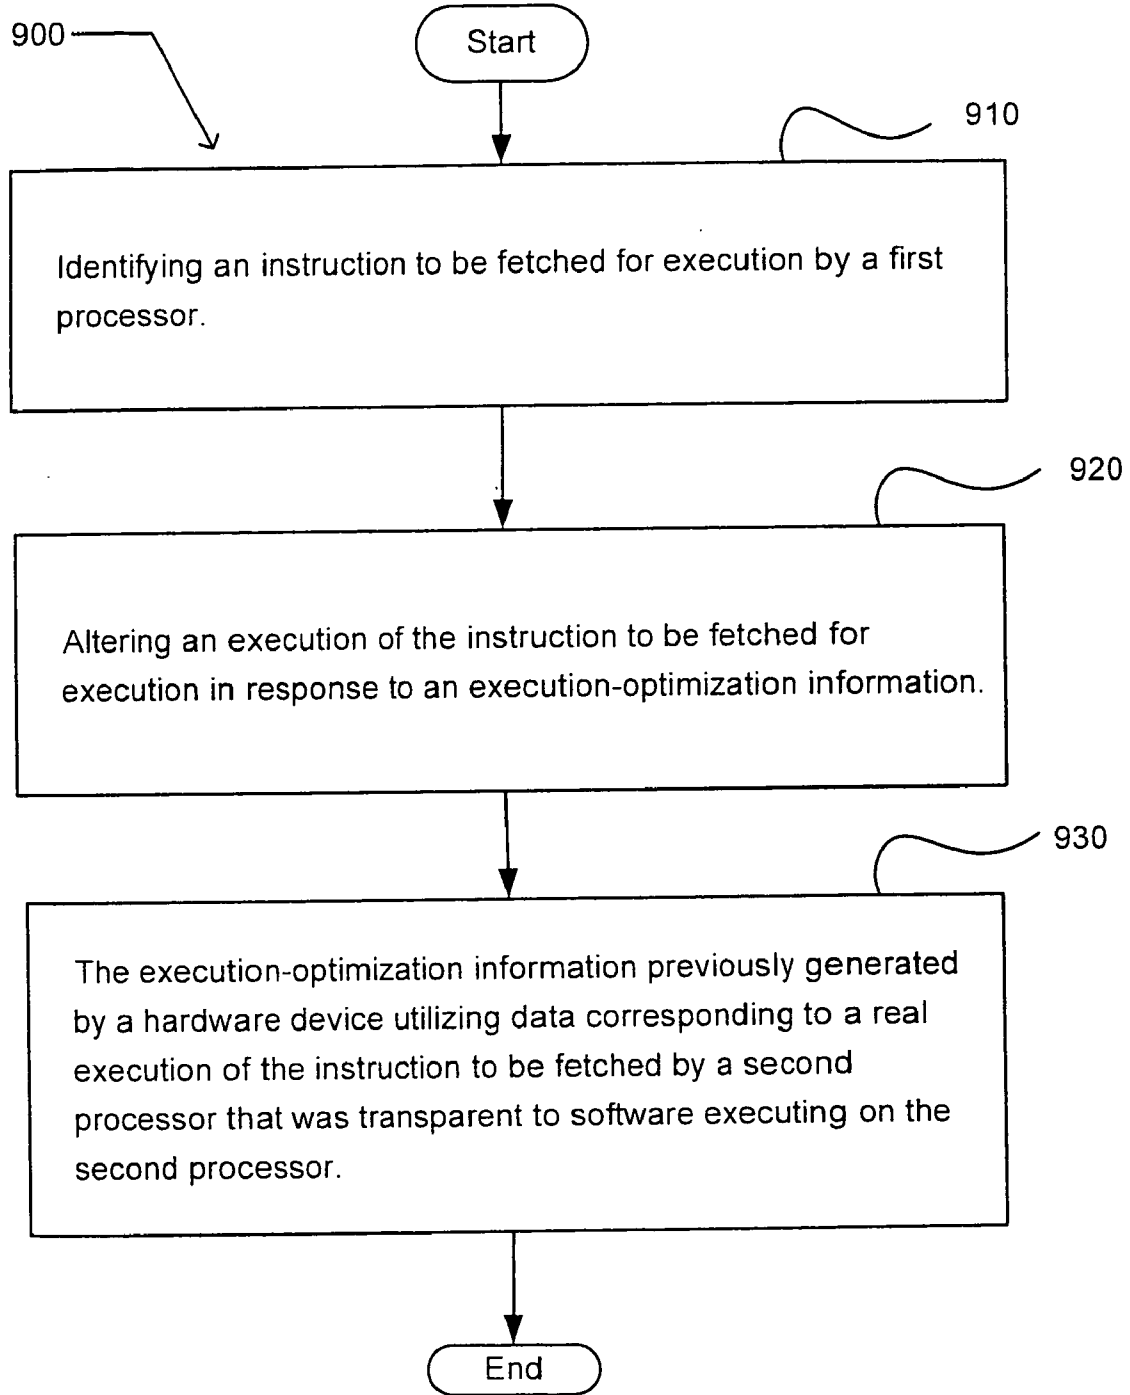 900
Start
910
Identifying an instruction to be fetched for execution by a first
processor.
920
Altering an execution of the instruction to be fetched for
execution in response to an execution-optimization information.
930
The execution-optimization information previously generated
by a hardware device utilizing data corresponding to a real
execution of the instruction to be fetched by a second
processor that was transparent to software executing on the
second processor.
End